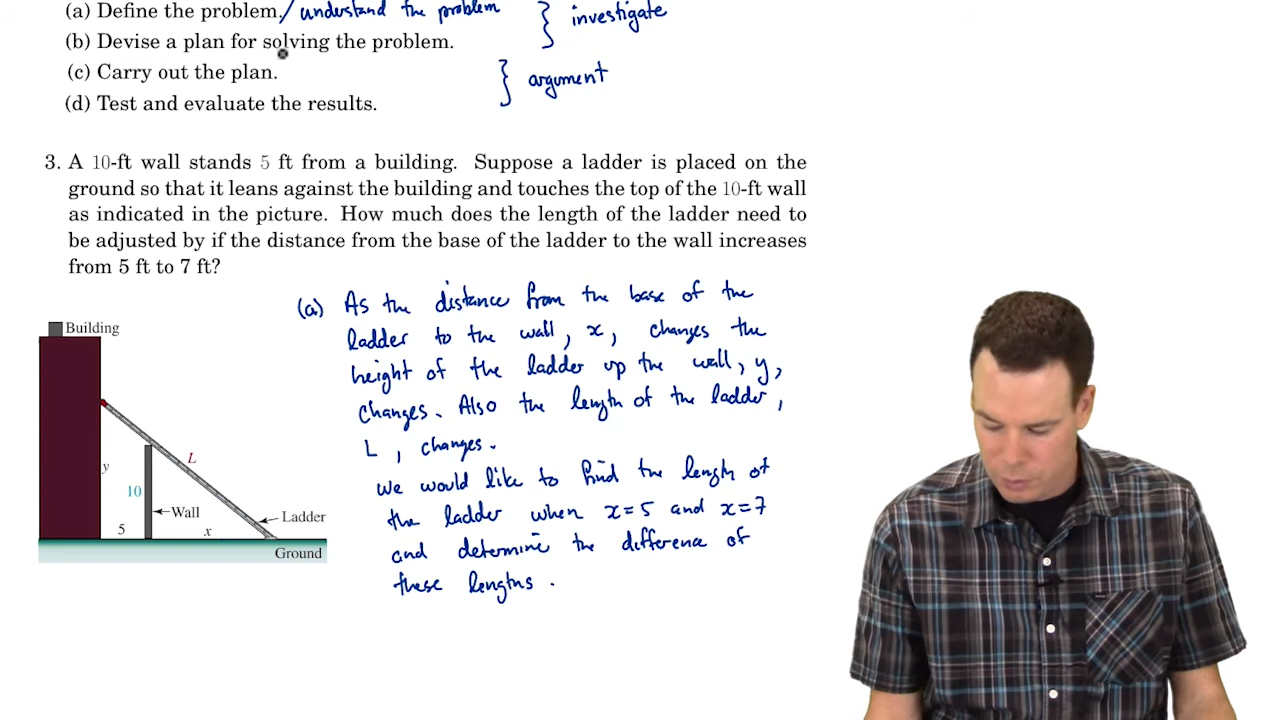 (a) Define the problem./ understand the problem } investigate
(b) Devise a plan for solving the problem.
(c) Carry out the plan. } argument
(d) Test and evaluate the results.
3. A 10-ft wall stands 5 ft from a building. Suppose a ladder is placed on the
ground so that it leans against the building and touches the top of the 10-ft wall
as indicated in the picture. How much does the length of the ladder need to
be adjusted by if the distance from the base of the ladder to the wall increases
from 5 ft to 7 ft?
(a) As the distance from the base of the
ladder to the wall, x, changes the
height of the ladder up the wall, y,
changes. Also the length of the ladder,
L, changes.
We would like to find the length of
the ladder when x=5 and x=7
and determine the difference of
these lengths.
Building
y
L
10
Wall
5
x
Ladder
Ground